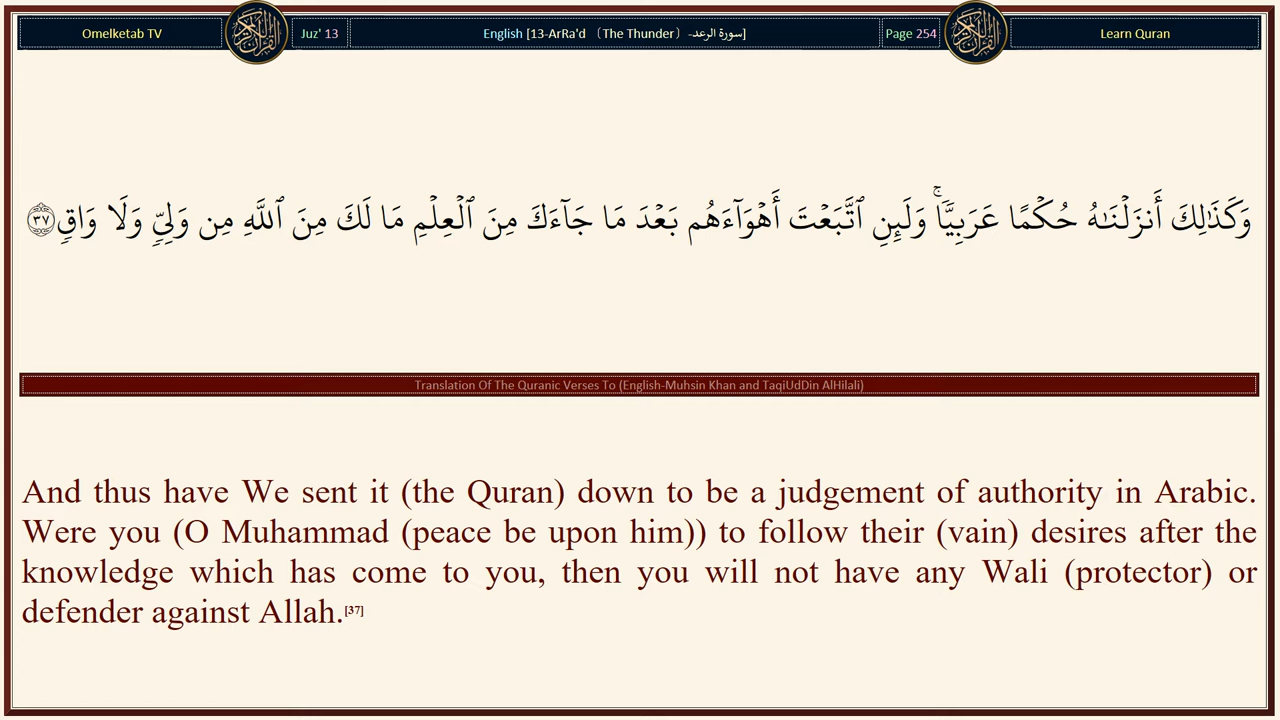 Omelketab TV
Juz' 13
English [13-ArRa'd （The Thunder）-سورة الرعد]
Page 254
Learn Quran
وَكَذَٰلِكَ أَنزَلْنَٰهُ حُكْمًا عَرَبِيًّا ۚ وَلَئِنِ ٱتَّبَعْتَ أَهْوَآءَهُم بَعْدَ مَا جَآءَكَ مِنَ ٱلْعِلْمِ مَا لَكَ مِنَ ٱللَّهِ مِن وَلِىٍّ وَلَا وَاقٍ ٣٧
Translation Of The Quranic Verses To (English-Muhsin Khan and TaqiUdDin AlHilali)
And thus have We sent it (the Quran) down to be a judgement of authority in Arabic.
Were you (O Muhammad (peace be upon him)) to follow their (vain) desires after the
knowledge which has come to you, then you will not have any Wali (protector) or
defender against Allah.[37]